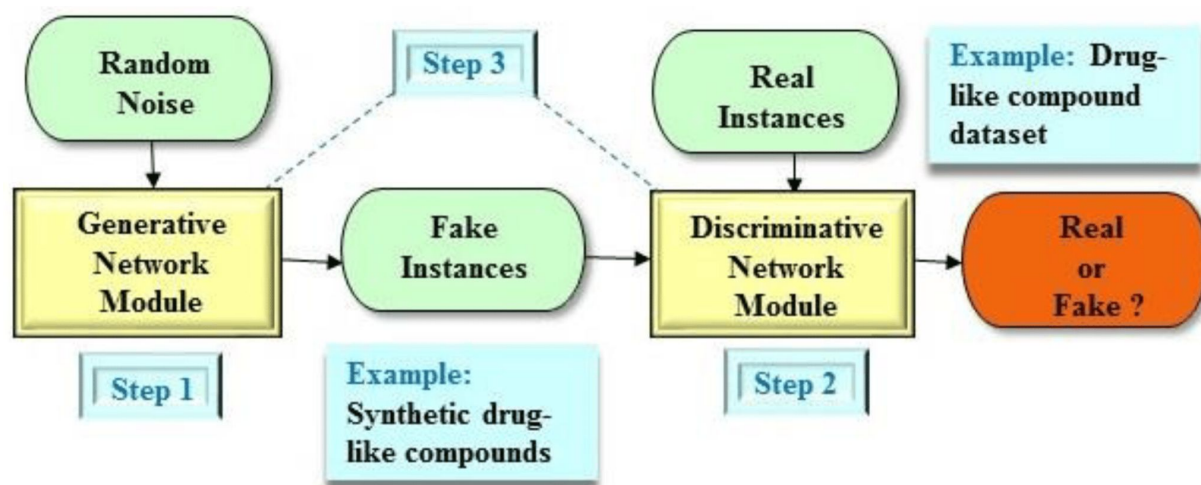 Random
Noise
Step 3
Real
Instances
Example: Drug-
like compound
dataset
Generative
Network
Module
Fake
Instances
Discriminative
Network
Module
Real
or
Fake ?
Step 1
Example:
Synthetic drug-
like compounds
Step 2